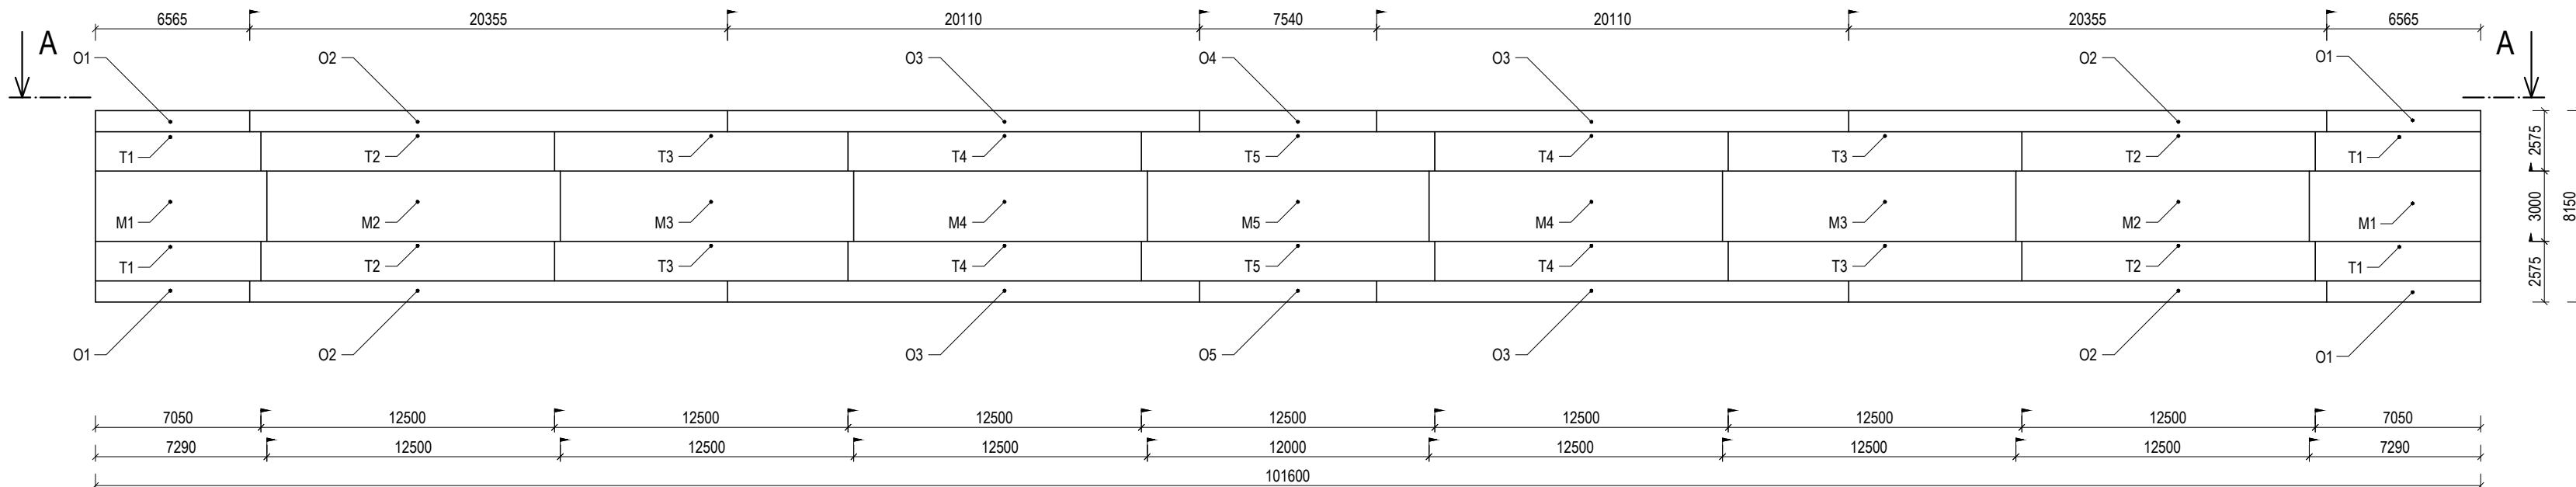 6565 20355 20110 7540 20110 20355 6565
A A
O1 O2 O3 O4 O3 O2 O1
T1 T2 T3 T4 T5 T4 T3 T2 T1
M1 M2 M3 M4 M5 M4 M3 M2 M1
T1 T2 T3 T4 T5 T4 T3 T2 T1
O1 O2 O3 O5 O3 O2 O1
2575
3000
2575
8150
7050 12500 12500 12500 12500 12500 12500 12500 7050
7290 12500 12500 12500 12000 12500 12500 12500 7290
101600